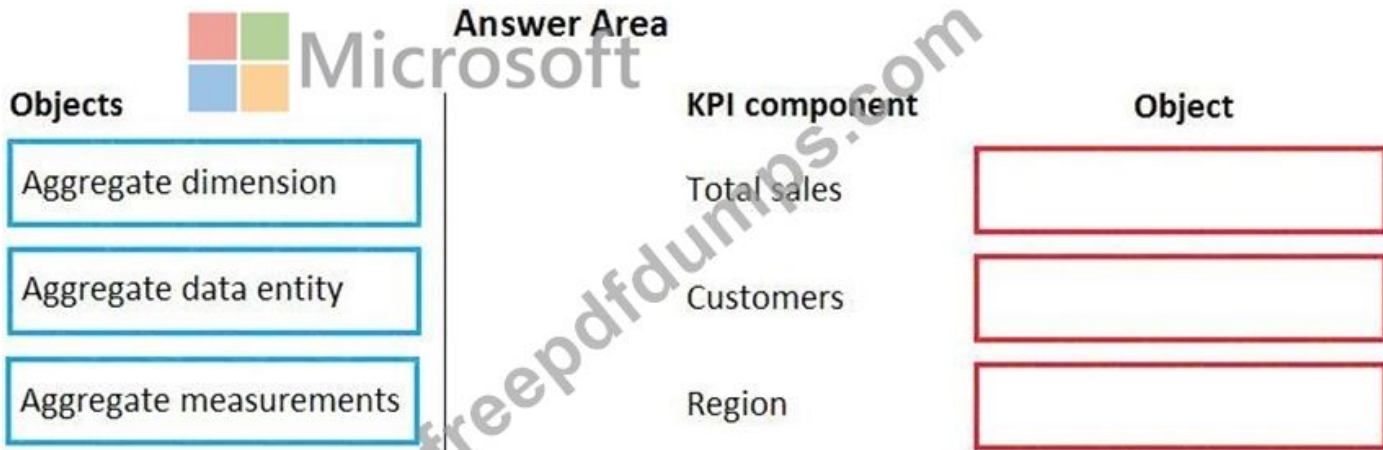 Answer Area
Microsoft
Objects
KPI component
Object
Aggregate dimension
Total sales
Aggregate data entity
Customers
Aggregate measurements
Region
freepdfdumps.com